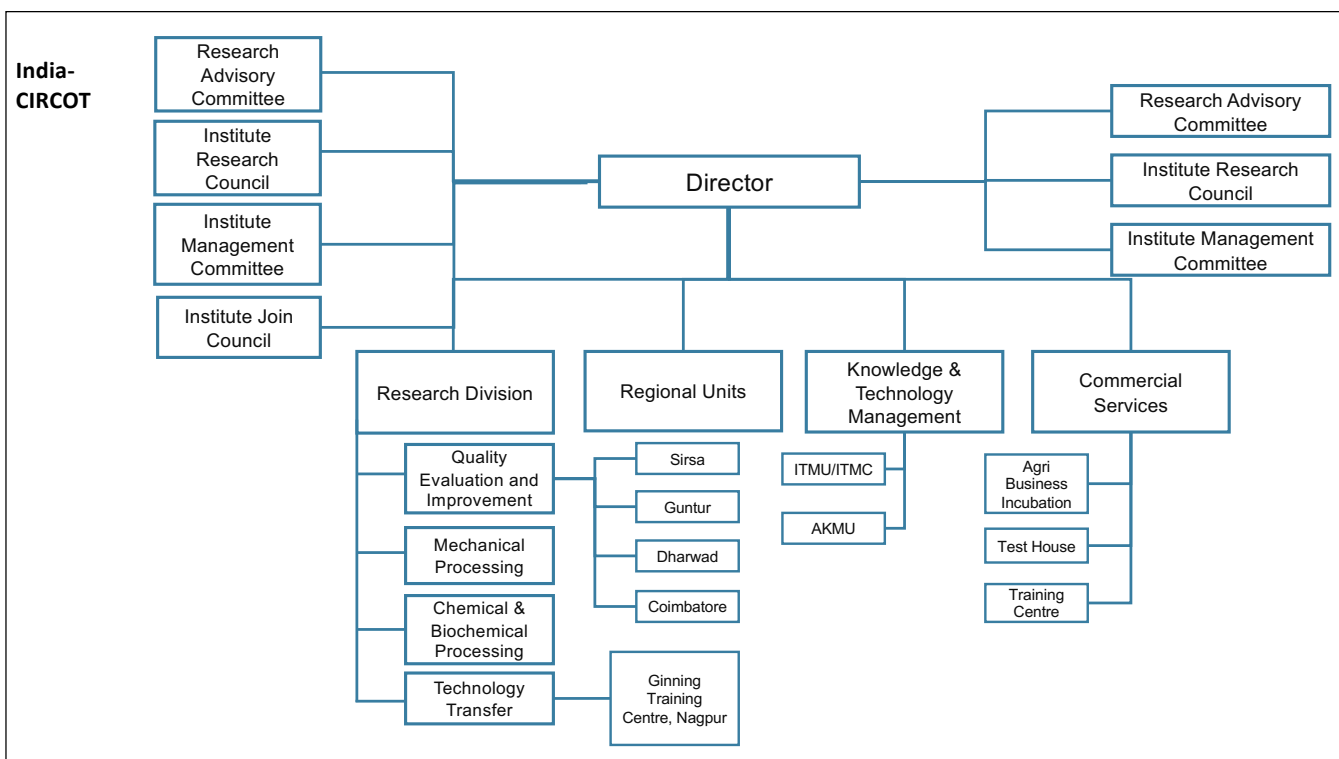 India-
CIRCOT
Research
Advisory
Committee
Institute
Research
Council
Institute
Management
Committee
Institute Join
Council
Director
Research Advisory
Committee
Institute Research
Council
Institute Management
Committee
Research Division
Regional Units
Knowledge &
Technology
Management
Commercial
Services
Quality
Evaluation and
Improvement
Mechanical
Processing
Chemical &
Biochemical
Processing
Technology
Transfer
Sirsa
Guntur
Dharwad
Coimbatore
Ginning
Training
Centre, Nagpur
ITMU/ITMC
AKMU
Agri
Business
Incubation
Test House
Training
Centre